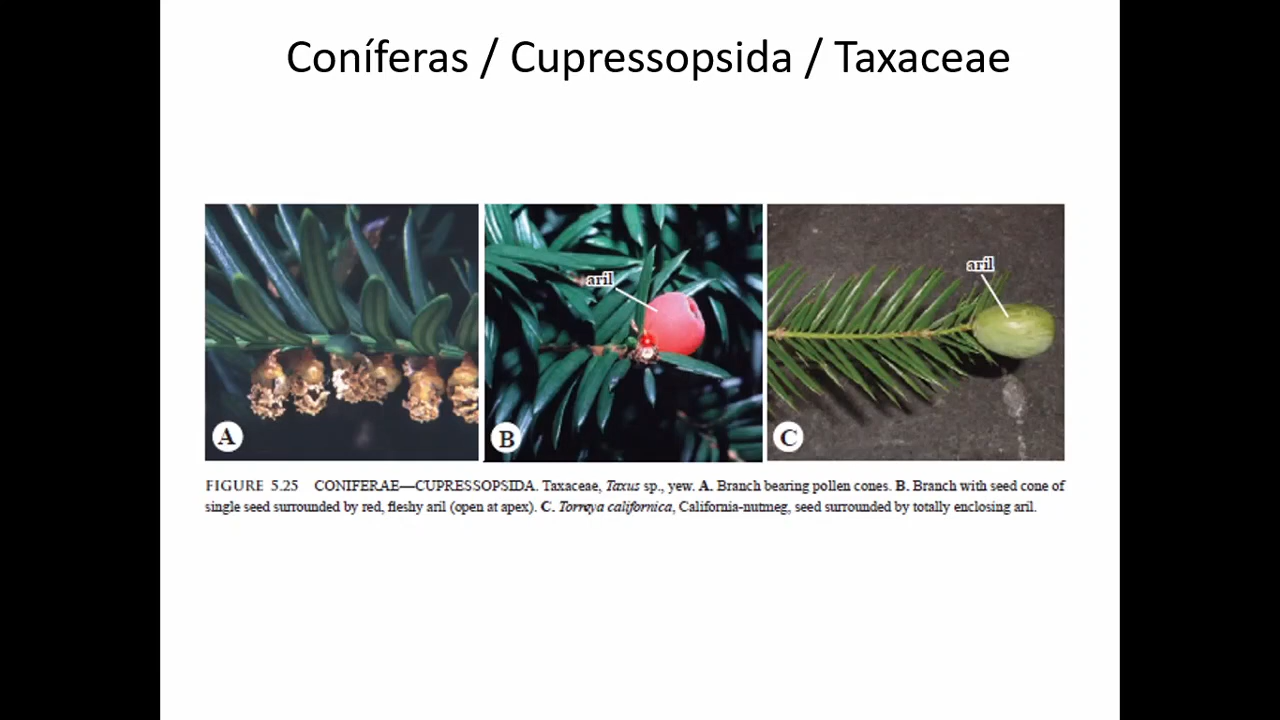 Coníferas / Cupressopsida / Taxaceae
aril
aril
A
B
C
FIGURE 5.25 CONIFERAE—CUPRESSOPSIDA. Taxaceae, Taxus sp., yew. A. Branch bearing pollen cones. B. Branch with seed cone of
single seed surrounded by red, fleshy aril (open at apex). C. Torreya californica, California-nutmeg, seed surrounded by totally enclosing aril.